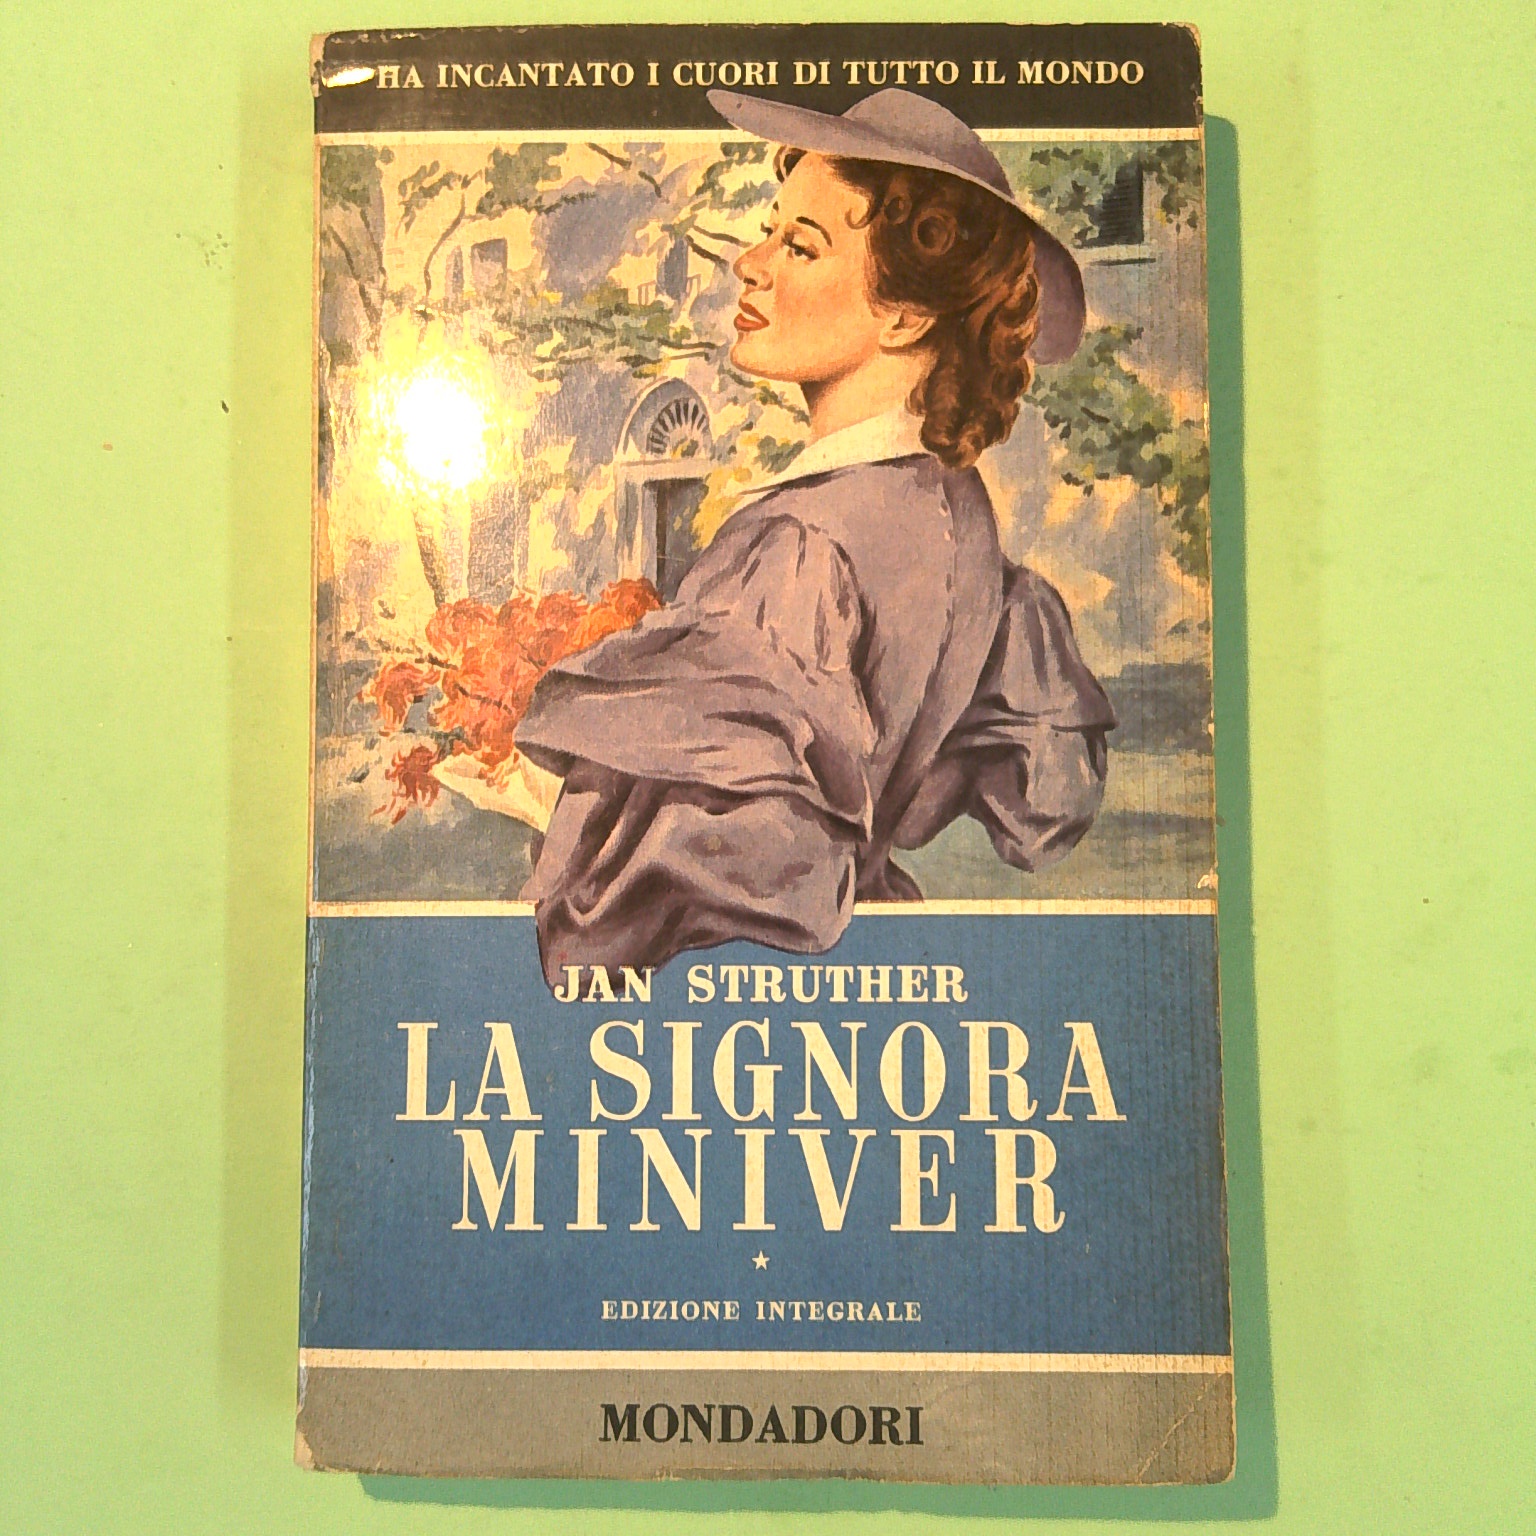 HA INCANTATO I CUORI DI TUTTO IL MONDO
JAN STRUTHER
LA SIGNORA
MINIVER
EDIZIONE INTEGRALE
MONDADORI